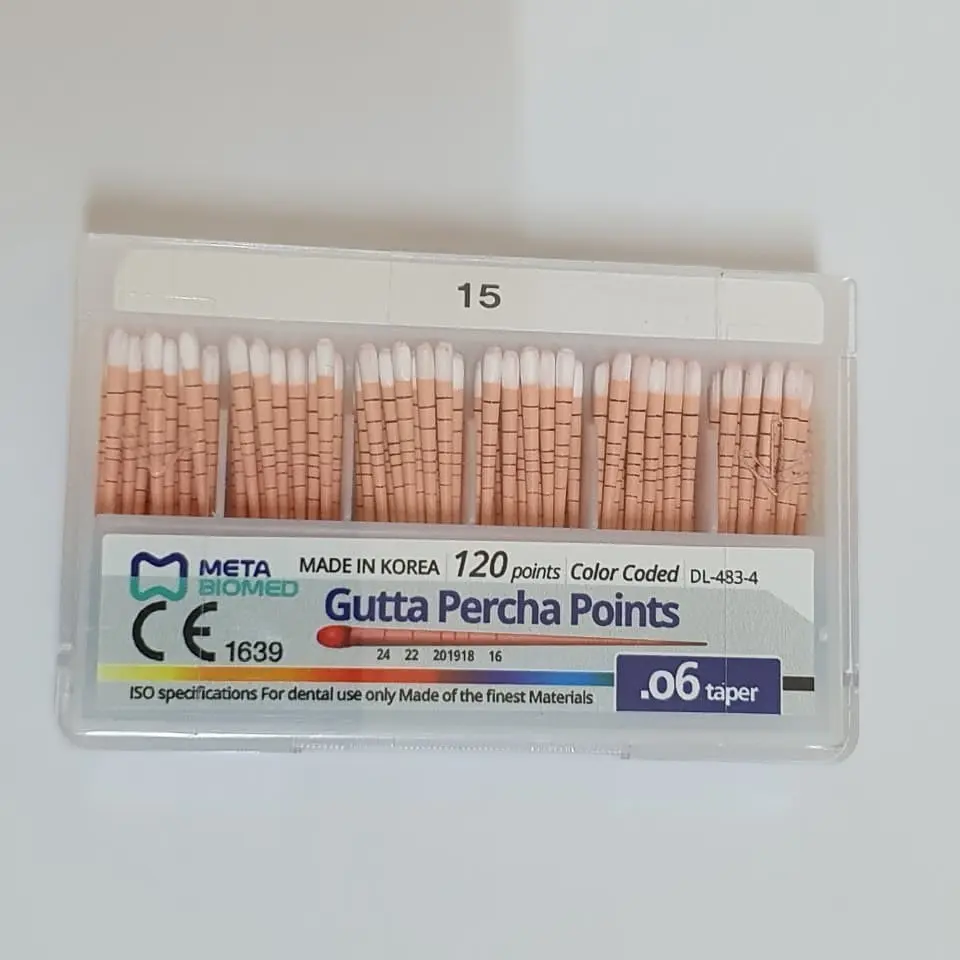 15
META
BIOMED
MADE IN KOREA 120 points Color Coded DL-483-4
Gutta Percha Points
CE 1639
24 22 201918 16
.06 taper
ISO specifications For dental use only Made of the finest Materials